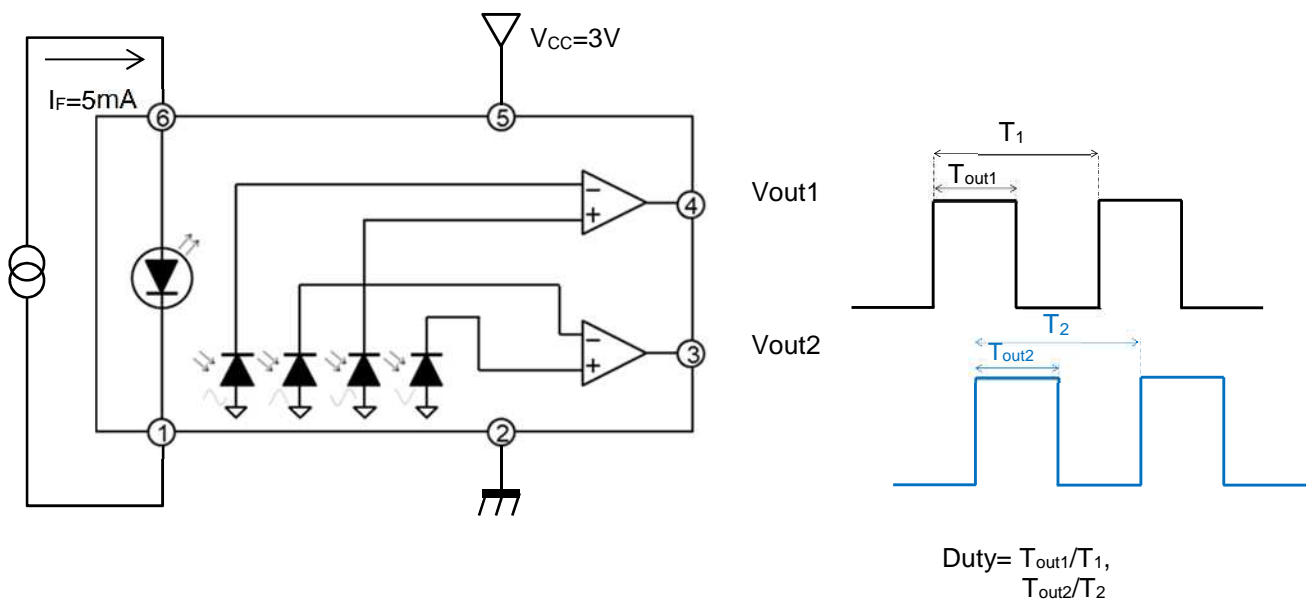 VCC=3V
IF=5mA
6
5
−
+
4
−
+
3
1
2
Vout1
T1
Tout1
Vout2
T2
Tout2
Duty= Tout1/T1,
Tout2/T2